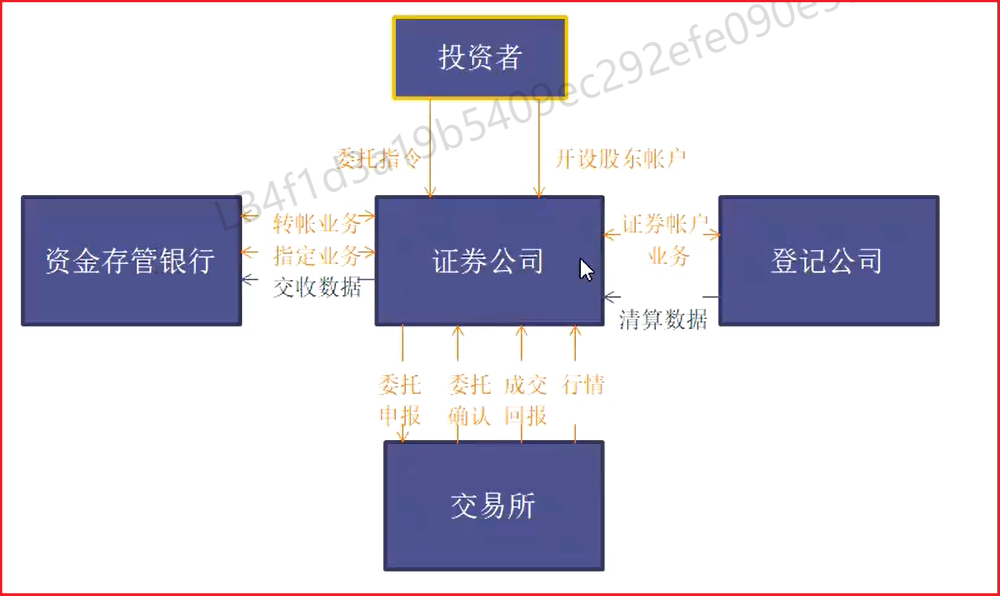 投资者
LB4f1d3a19b5409ec292efe090e
委托指令
开设股东帐户
资金存管银行
转帐业务
指定业务
交收数据
证券公司
证券帐户
业务
清算数据
登记公司
委托
申报
委托
确认
成交
回报
行情
交易所